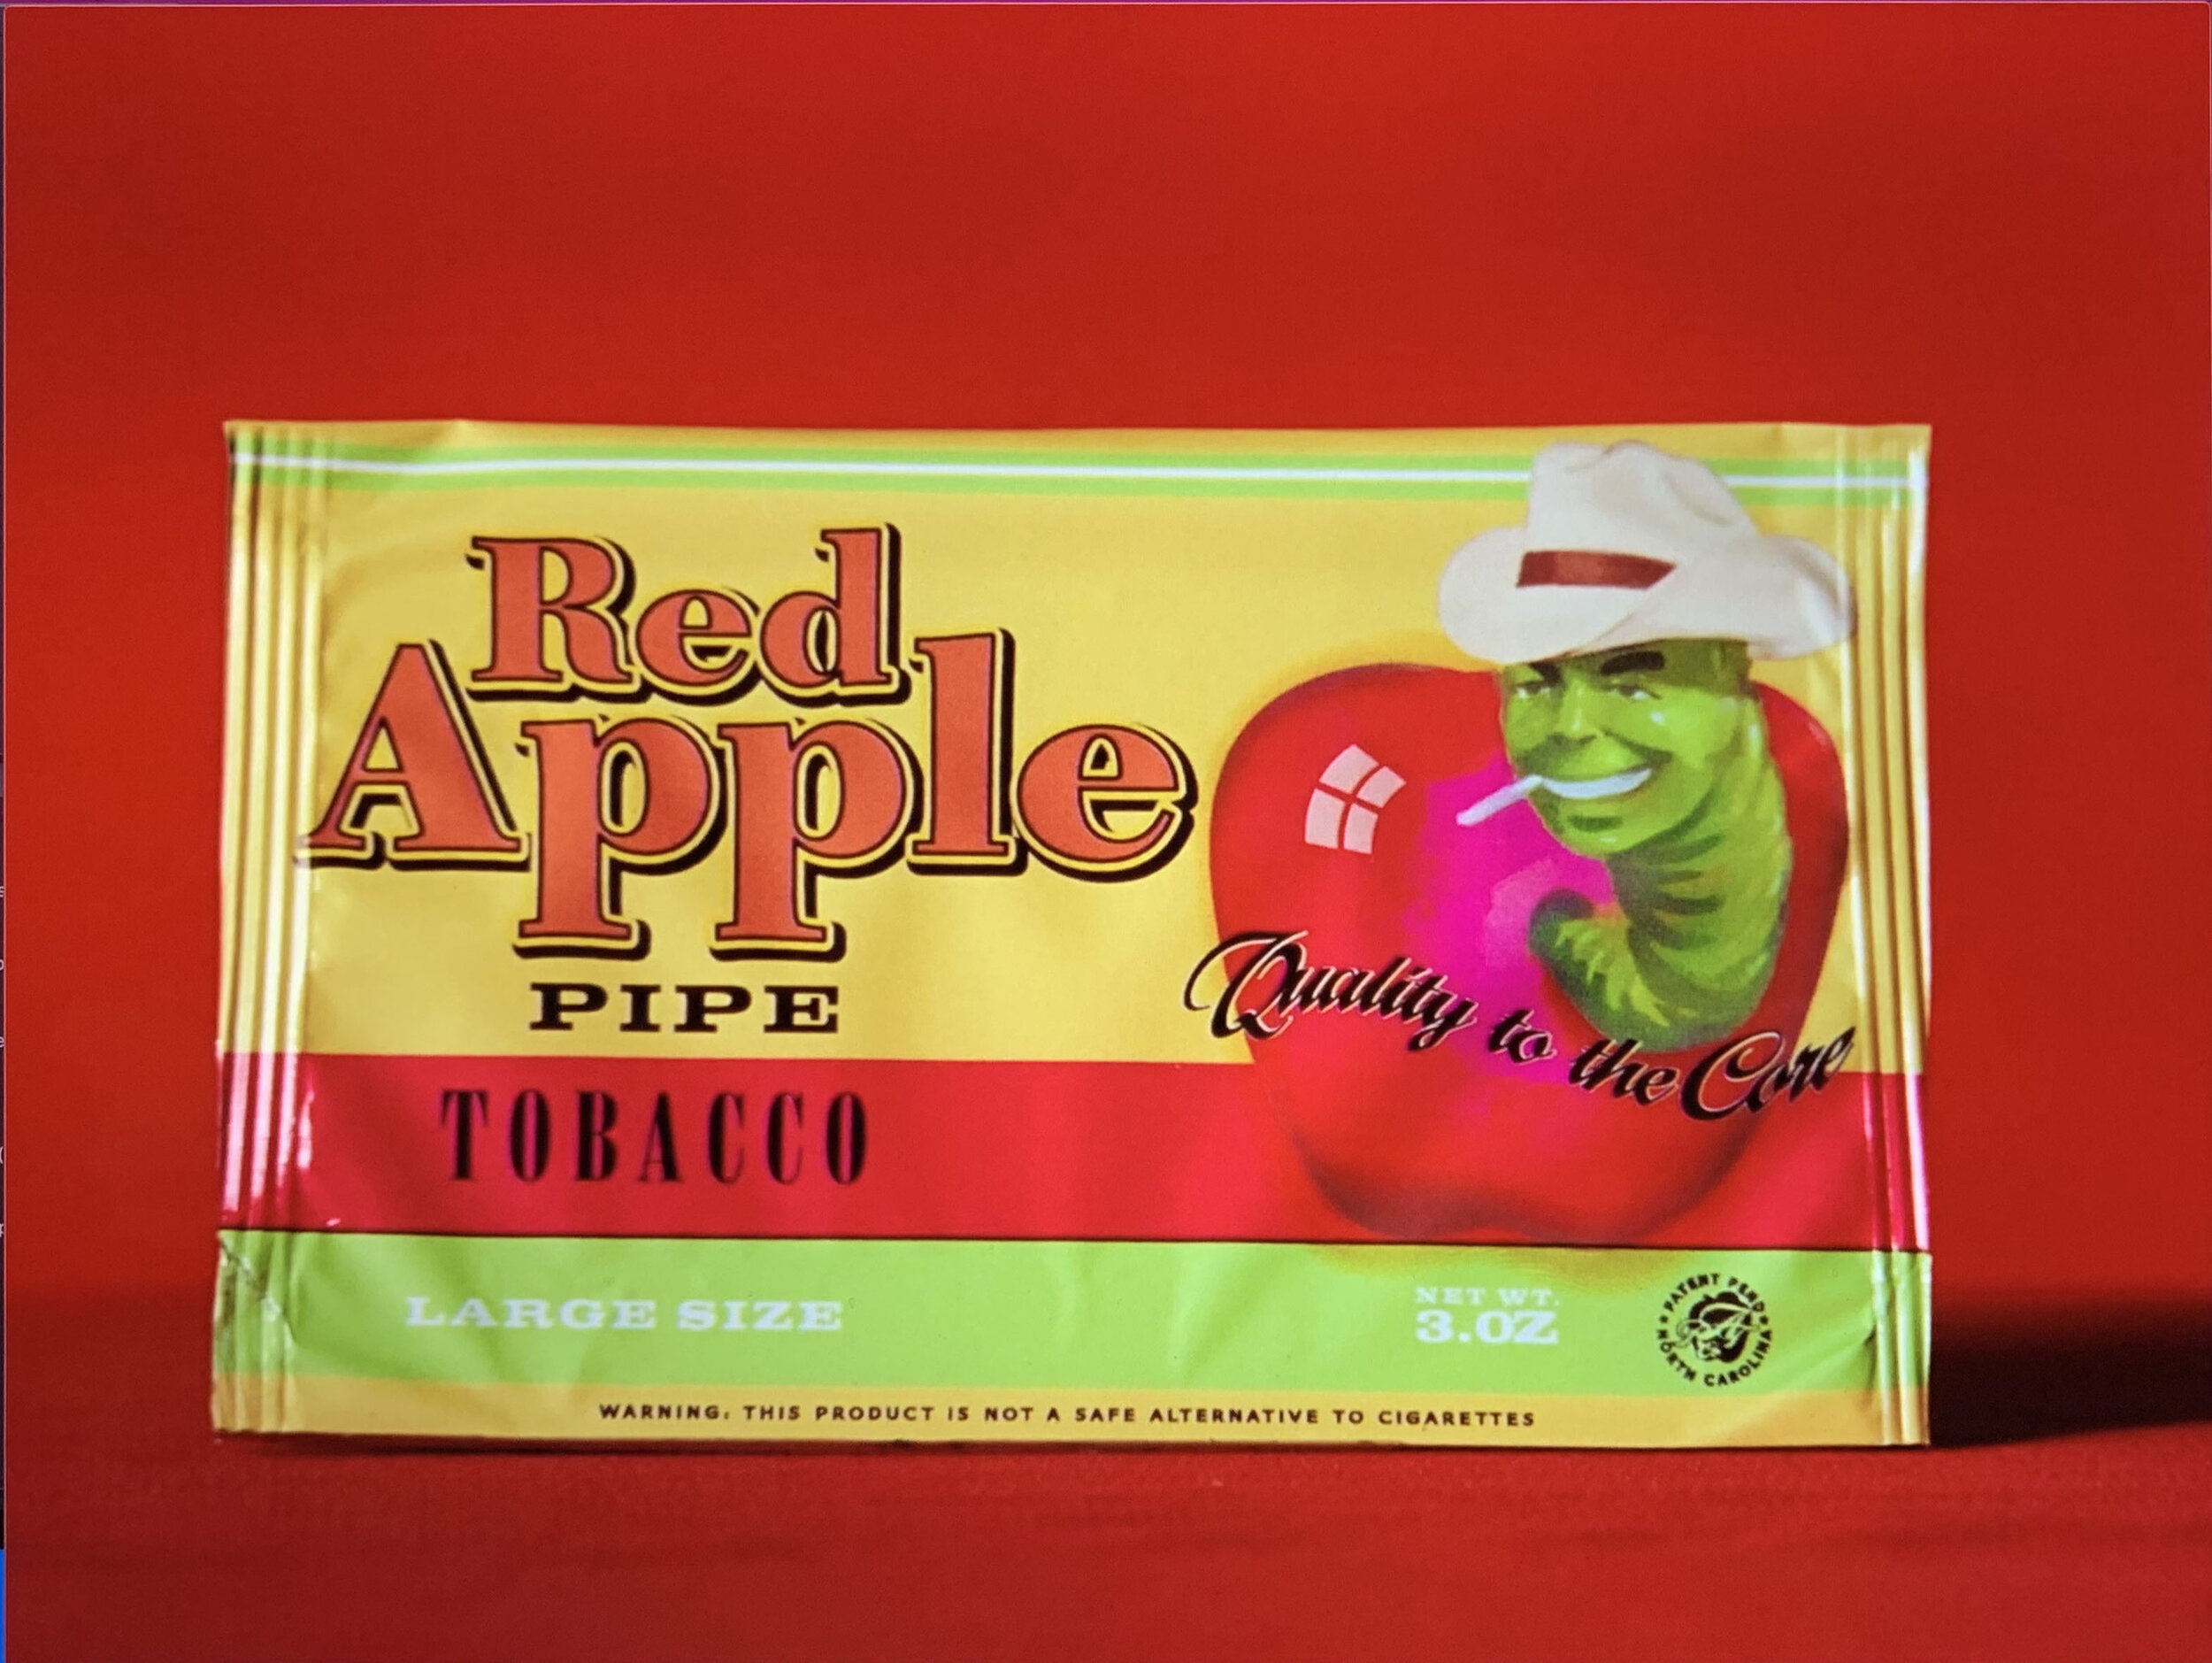 Red
Apple
PIPE
TOBACCO
Quality to the Core
LARGE SIZE
NET WT.
3.OZ
PATENT PEND
NORTH CAROLINA
WARNING: THIS PRODUCT IS NOT A SAFE ALTERNATIVE TO CIGARETTES